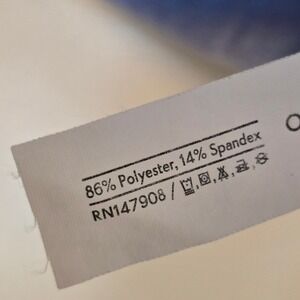 86% Polyester, 14% Spandex
RN147908 /